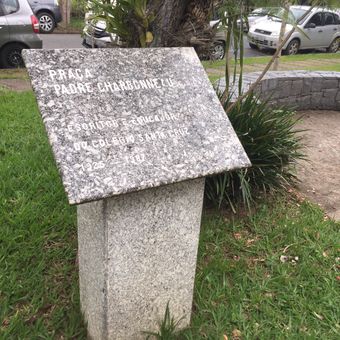 PRAÇA
PADRE CHARBONNEAU
ESCRITOR E EDUCADOR
DO COLÉGIO SANTA CRUZ